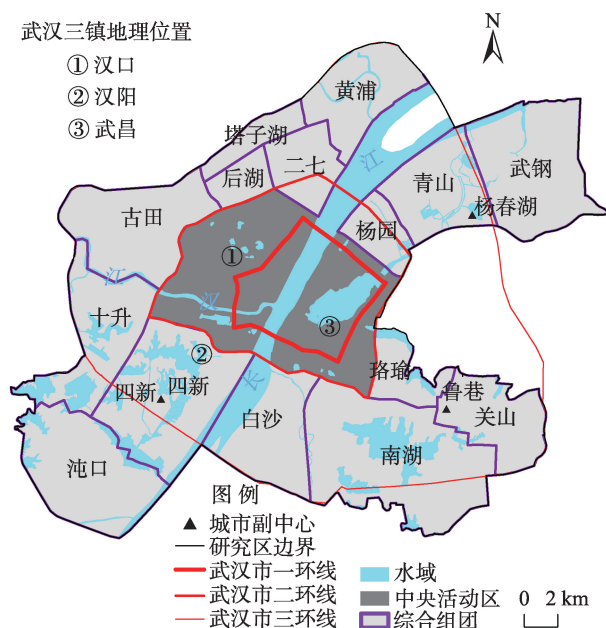 武汉三镇地理位置
① 汉口
② 汉阳
③ 武昌
N
黄浦
塔子湖
二七
后湖
江
青山
武钢
杨春湖
古田
杨园
①
江
汉
③
十升
②
珞瑜
四新
四新
长
鲁巷
白沙
关山
南湖
沌口
图 例
城市副中心
研究区边界
武汉市一环线
武汉市二环线
武汉市三环线
水域
中央活动区
综合组团
0 2 km